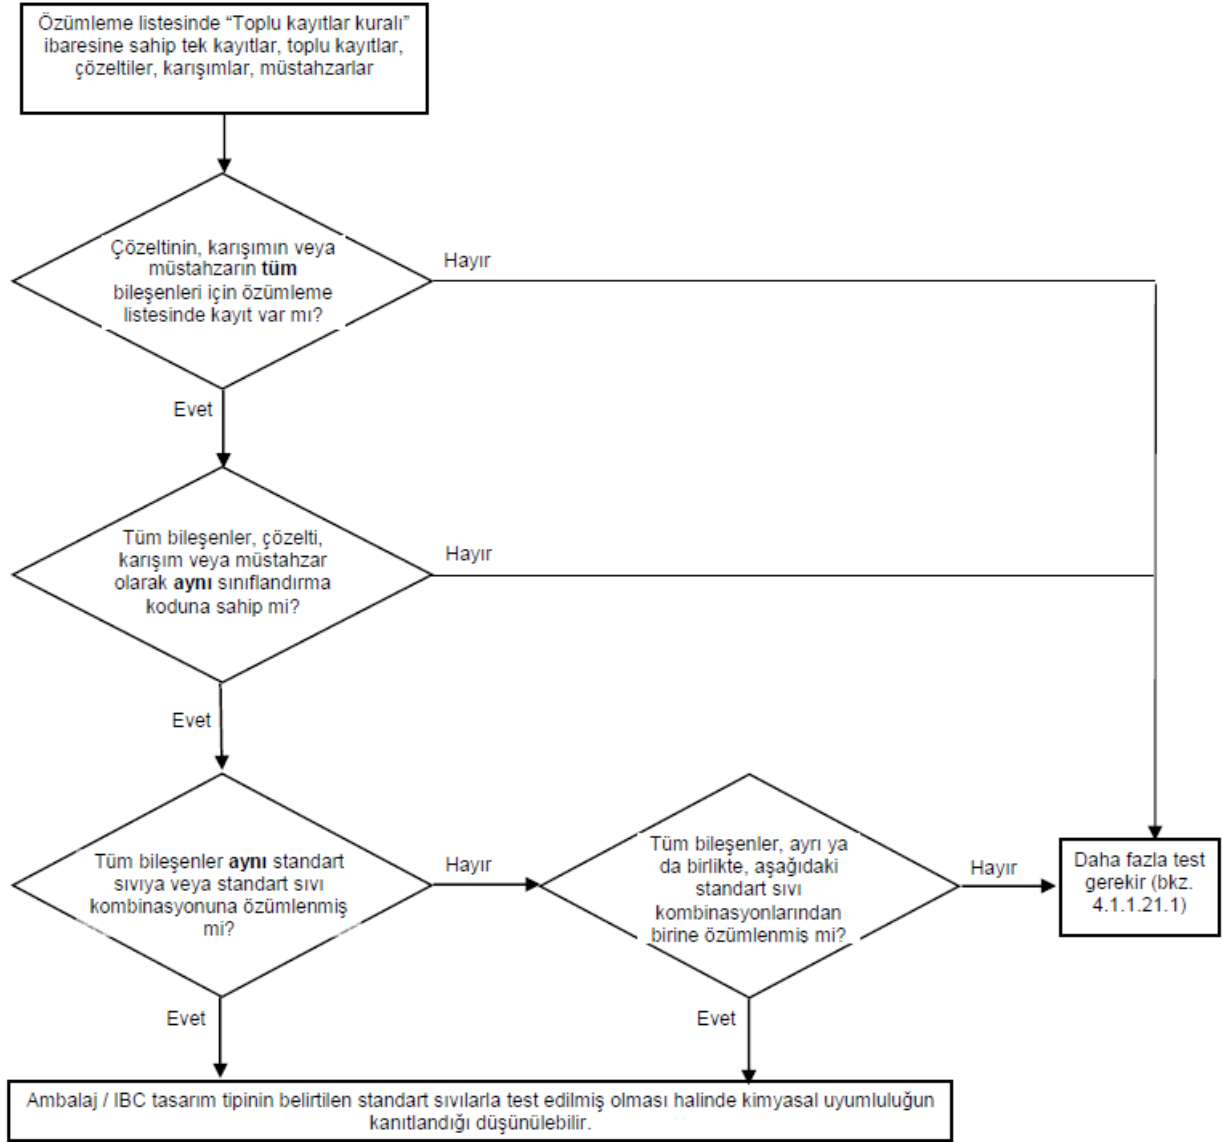 Özümleme listesinde “Toplu kayıtlar kuralı”
ibaresine sahip tek kayıtlar, toplu kayıtlar,
çözeltiler, karışımlar, müstahzarlar
Çözeltinin, karışımın veya
müstahzarın tüm
bileşenleri için özümleme
listesinde kayıt var mı?
Hayır
Evet
Tüm bileşenler, çözelti,
karışım veya müstahzar
olarak aynı sınıflandırma
koduna sahip mi?
Hayır
Evet
Tüm bileşenler aynı standart
sıvıya veya standart sıvı
kombinasyonuna özümlenmiş
mi?
Hayır
Tüm bileşenler, ayrı ya
da birlikte, aşağıdaki
standart sıvı
kombinasyonlarından
birine özümlenmiş mi?
Hayır
Daha fazla test
gerekir (bkz.
4.1.1.21.1)
Evet
Evet
Ambalaj / IBC tasarım tipinin belirtilen standart sıvılarla test edilmiş olması halinde kimyasal uyumluluğun
kanıtlandığı düşünülebilir.